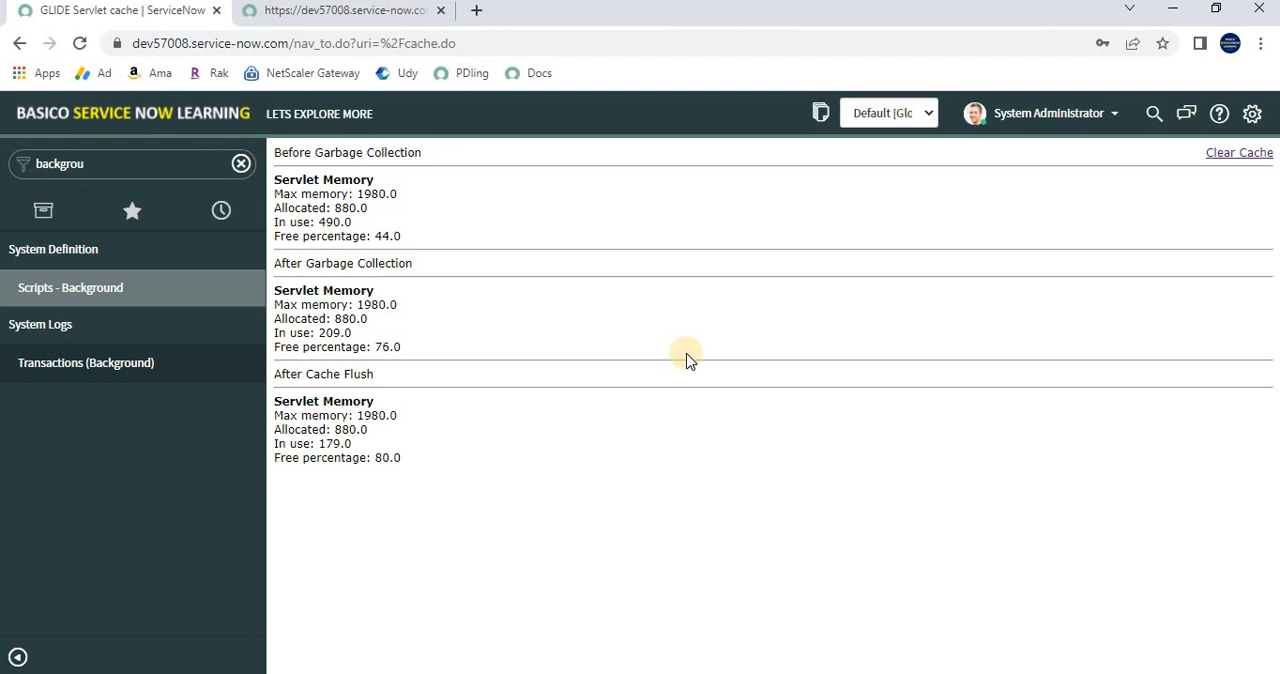 GLIDE Servlet cache | ServiceNow
https://dev57008.service-now.co
dev57008.service-now.com/nav_to.do?uri=%2Fcache.do
Apps Ad Ama Rak NetScaler Gateway Udy PDIing Docs
BASICO SERVICE NOW LEARNING LETS EXPLORE MORE Default [Glo System Administrator
backgrou
System Definition
Scripts - Background
System Logs
Transactions (Background)
Before Garbage Collection Clear Cache
Servlet Memory
Max memory: 1980.0
Allocated: 880.0
In use: 490.0
Free percentage: 44.0
After Garbage Collection
Servlet Memory
Max memory: 1980.0
Allocated: 880.0
In use: 209.0
Free percentage: 76.0
After Cache Flush
Servlet Memory
Max memory: 1980.0
Allocated: 880.0
In use: 179.0
Free percentage: 80.0